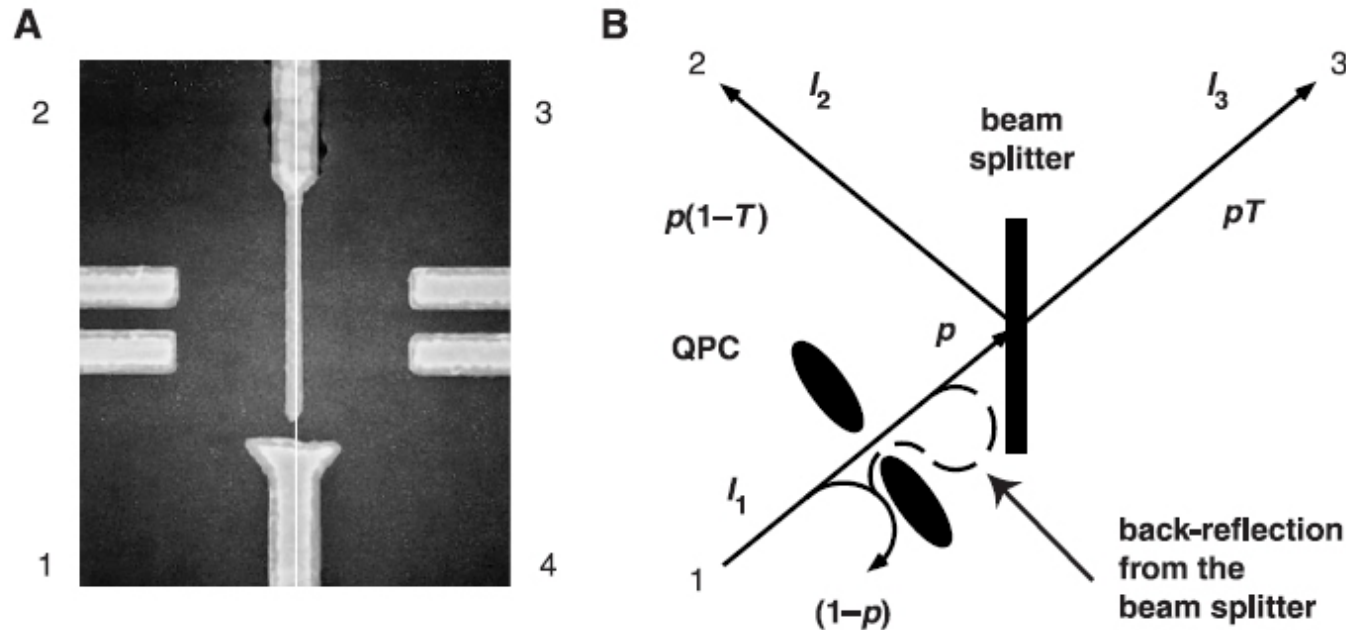 A
2
3
1
4
B
2
I2
I3
3
beam
splitter
p(1–T)
pT
QPC
p
I1
1
(1–p)
back-reflection
from the
beam splitter